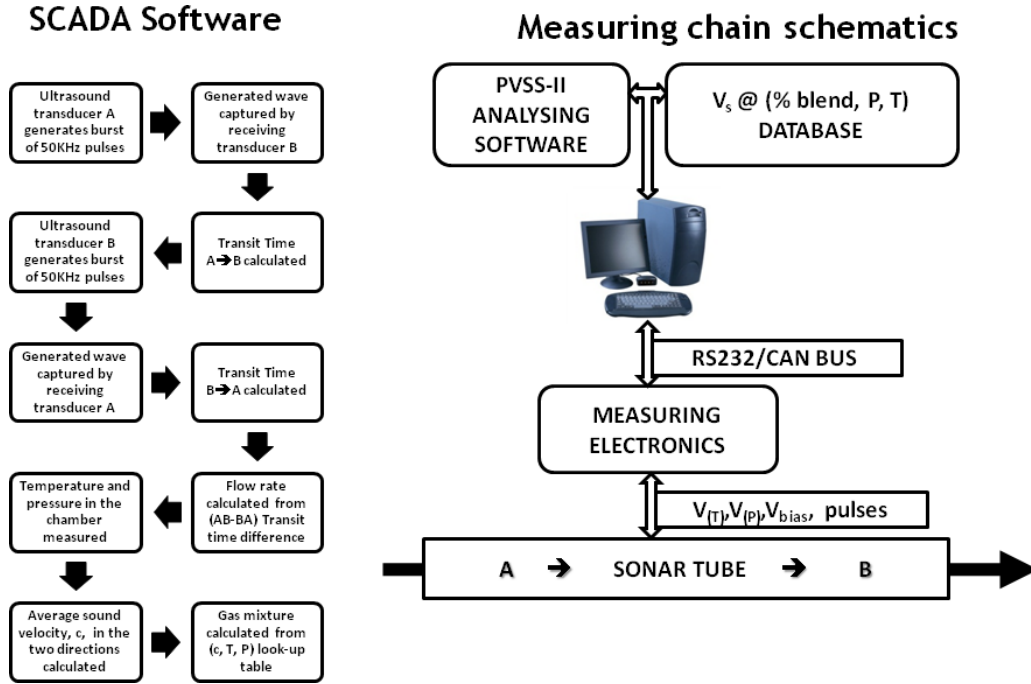 SCADA Software
Ultrasound
transducer A
generates burst
of 50KHz pulses
Generated wave
captured by
receiving
transducer B
Ultrasound
transducer B
generates burst
of 50KHz pulses
Transit Time
A➔B calculated
Generated wave
captured by
receiving
transducer A
Transit Time
B➔A calculated
Temperature and
pressure in the
chamber
measured
Flow rate
calculated from
(AB-BA) Transit
time difference
Average sound
velocity, c, in the
two directions
calculated
Gas mixture
calculated from
(c, T, P) look-up
table
Measuring chain schematics
PVSS-II
ANALYSING
SOFTWARE
Vs @ (% blend, P, T)
DATABASE
RS232/CAN BUS
MEASURING
ELECTRONICS
V(T),V(P),Vbias, pulses
A ➔ SONAR TUBE ➔ B